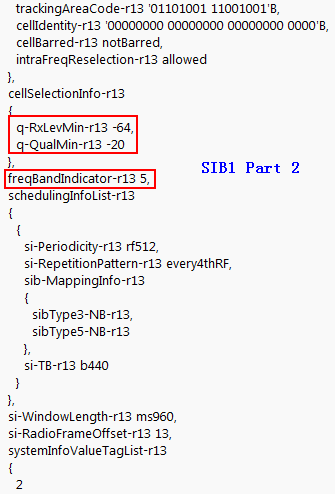 trackingAreaCode-r13 '01101001 11001001'B,
cellIdentity-r13 '00000000 00000000 00000000 0000'B,
cellBarred-r13 notBarred,
intraFreqReselection-r13 allowed
},
cellSelectionInfo-r13
{
q-RxLevMin-r13 -64,
q-QualMin-r13 -20
},
freqBandIndicator-r13 5,
SIB1 Part 2
schedulingInfoList-r13
{
{
si-Periodicity-r13 rf512,
si-RepetitionPattern-r13 every4thRF,
sib-MappingInfo-r13
{
sibType3-NB-r13,
sibType5-NB-r13
},
si-TB-r13 b440
}
},
si-WindowLength-r13 ms960,
si-RadioFrameOffset-r13 13,
systemInfoValueTagList-r13
{
2